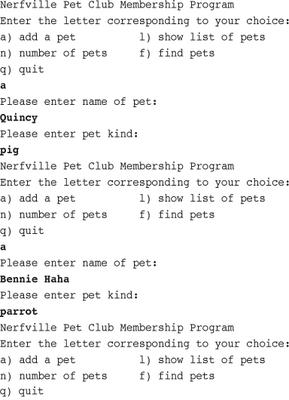 Nerfville Pet Club Membership Program
Enter the letter corresponding to your choice:
a) add a pet          l) show list of pets
n) number of pets     f) find pets
q) quit
a
Please enter name of pet:
Quincy
Please enter pet kind:
pig
Nerfville Pet Club Membership Program
Enter the letter corresponding to your choice:
a) add a pet          l) show list of pets
n) number of pets     f) find pets
q) quit
a
Please enter name of pet:
Bennie Haha
Please enter pet kind:
parrot
Nerfville Pet Club Membership Program
Enter the letter corresponding to your choice:
a) add a pet          l) show list of pets
n) number of pets     f) find pets
q) quit